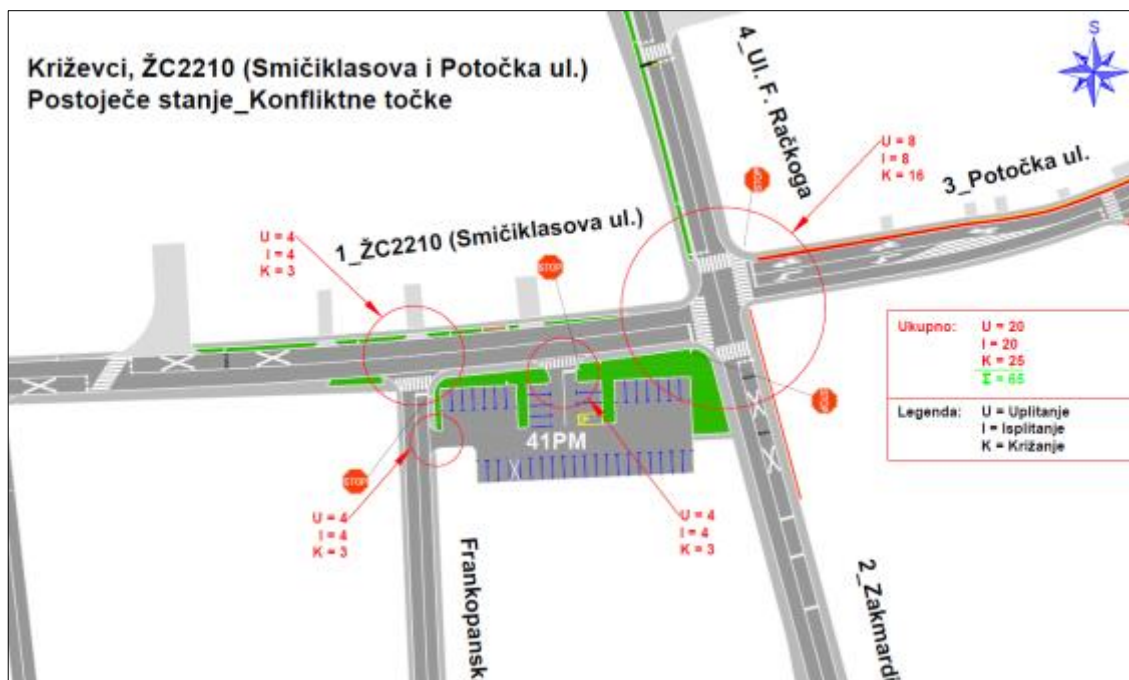 Križevci, ŽC2210 (Smičiklasova i Potočka ul.)
Postoječe stanje_Konfliktne točke
S
4_Ul. F. Račkoga
STOP
U = 8
I = 8
K = 16
3_Potočka ul.
U = 4
I = 4
K = 3
1_ŽC2210 (Smičiklasova ul.)
STOP
Ukupno:
U = 20
I = 20
K = 25
Σ = 65
Legenda:
U = Uplitanje
I = Isplitanje
K = Križanje
STOP
41PM
STOP
U = 4
I = 4
K = 3
U = 4
I = 4
K = 3
Frankopansk
2_Zakmardi